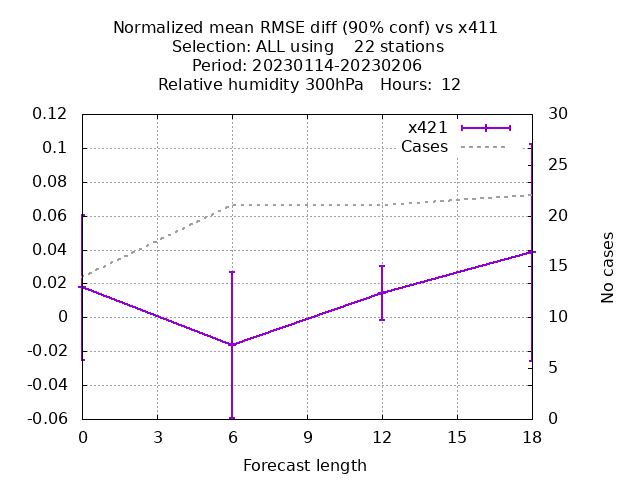 Normalized mean RMSE diff (90% conf) vs x411
Selection: ALL using    22 stations
Period: 20230114-20230206
Relative humidity 300hPa   Hours:  12
x421
Cases
0.12
0.1
0.08
0.06
0.04
0.02
0
-0.02
-0.04
-0.06
30
25
20
15
10
5
0
No cases
0 3 6 9 12 15 18
Forecast length